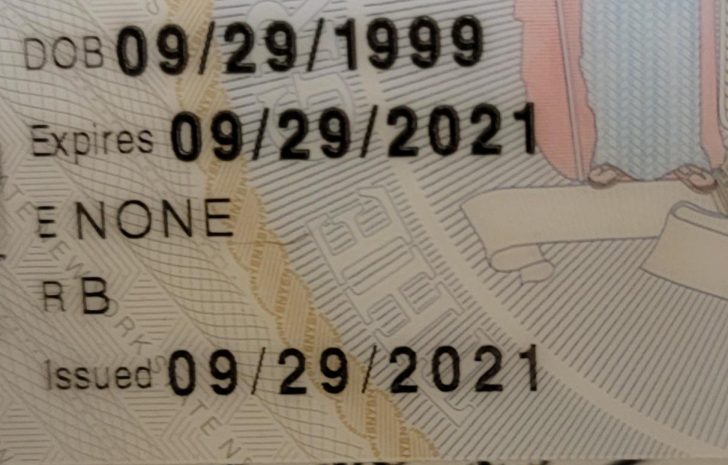 DOB 09/29/1999
Expires 09/29/2021
E NONE
R B
Issued 09/29/2021